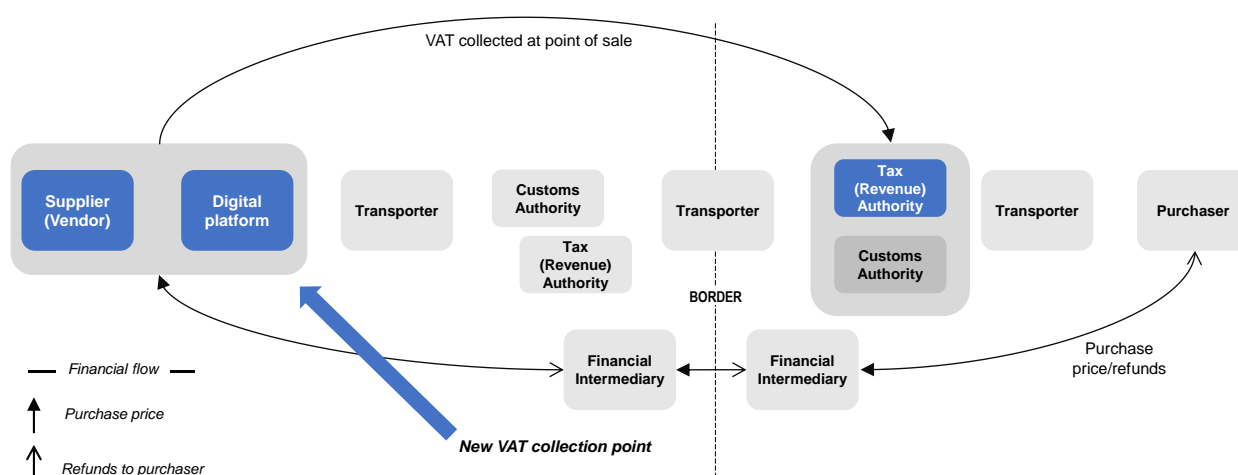 VAT collected at point of sale
Supplier
(Vendor)
Digital
platform
Transporter
Customs
Authority
Tax
(Revenue)
Authority
Transporter
Tax
(Revenue)
Authority
Customs
Authority
Transporter
Purchaser
BORDER
Financial
Intermediary
Financial
Intermediary
Purchase
price/refunds
Financial flow
Purchase price
New VAT collection point
Refunds to purchaser